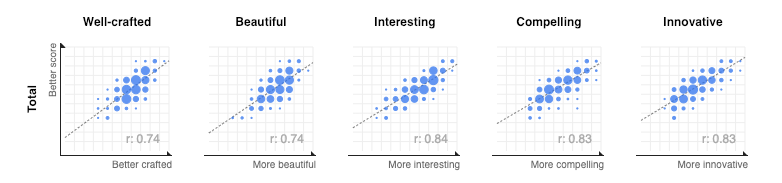 Well-crafted
Beautiful
Interesting
Compelling
Innovative
Total
Better score
r: 0.74
r: 0.74
r: 0.84
r: 0.83
r: 0.83
Better crafted
More beautiful
More interesting
More compelling
More innovative